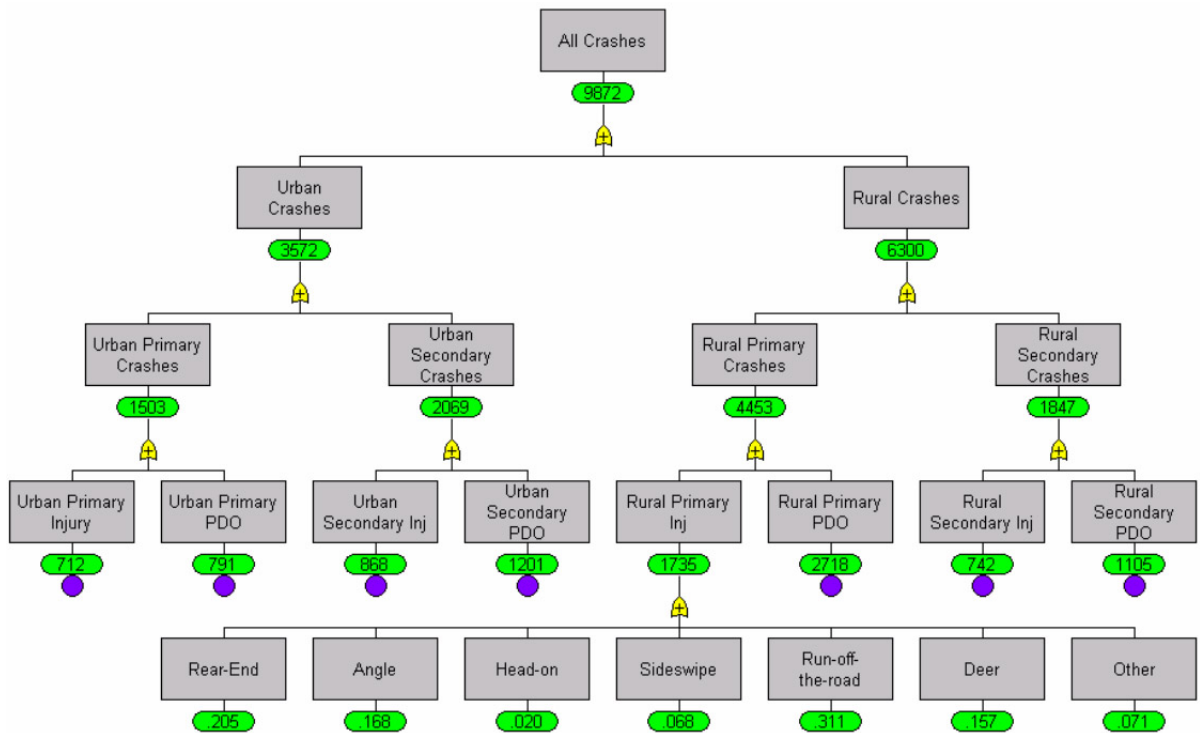 All Crashes
9872
+
Urban
Crashes
Rural Crashes
3572
6300
+
+
Urban Primary
Crashes
Urban
Secondary
Crashes
Rural Primary
Crashes
Rural
Secondary
Crashes
1503
2069
4453
1847
+
+
+
+
Urban Primary
Injury
Urban Primary
PDO
Urban
Secondary Inj
Urban
Secondary
PDO
Rural Primary
Inj
Rural Primary
PDO
Rural
Secondary Inj
Rural
Secondary
PDO
712
791
868
1201
1735
2718
742
1105
+
Rear-End
Angle
Head-on
Sideswipe
Run-off-
the-road
Deer
Other
.205
.168
.020
.068
.311
.157
.071